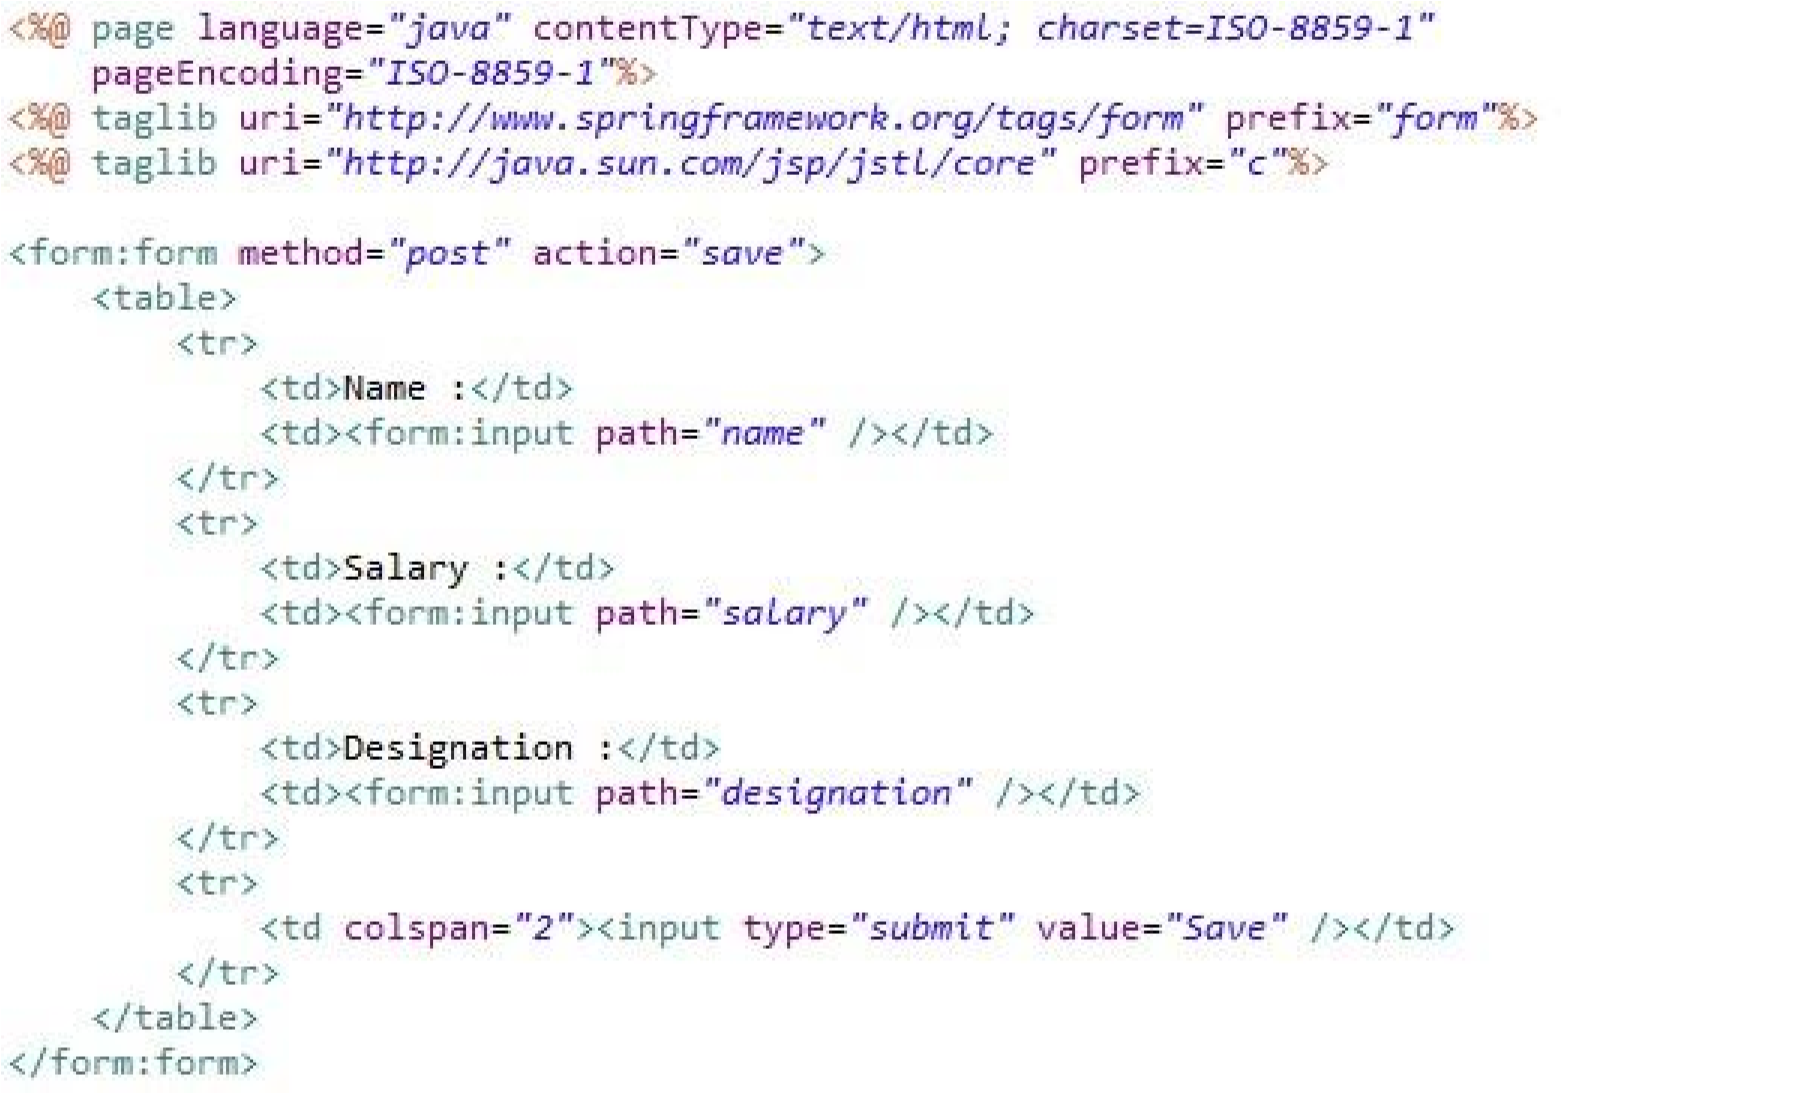 <%@ page language="java" contentType="text/html; charset=ISO-8859-1"
    pageEncoding="ISO-8859-1"%>
<%@ taglib uri="http://www.springframework.org/tags/form" prefix="form"%>
<%@ taglib uri="http://java.sun.com/jsp/jstl/core" prefix="c"%>
<form:form method="post" action="save">
    <table>
        <tr>
            <td>Name :</td>
            <td><form:input path="name" /></td>
        </tr>
        <tr>
            <td>Salary :</td>
            <td><form:input path="salary" /></td>
        </tr>
        <tr>
            <td>Designation :</td>
            <td><form:input path="designation" /></td>
        </tr>
        <tr>
            <td colspan="2"><input type="submit" value="Save" /></td>
        </tr>
    </table>
</form:form>